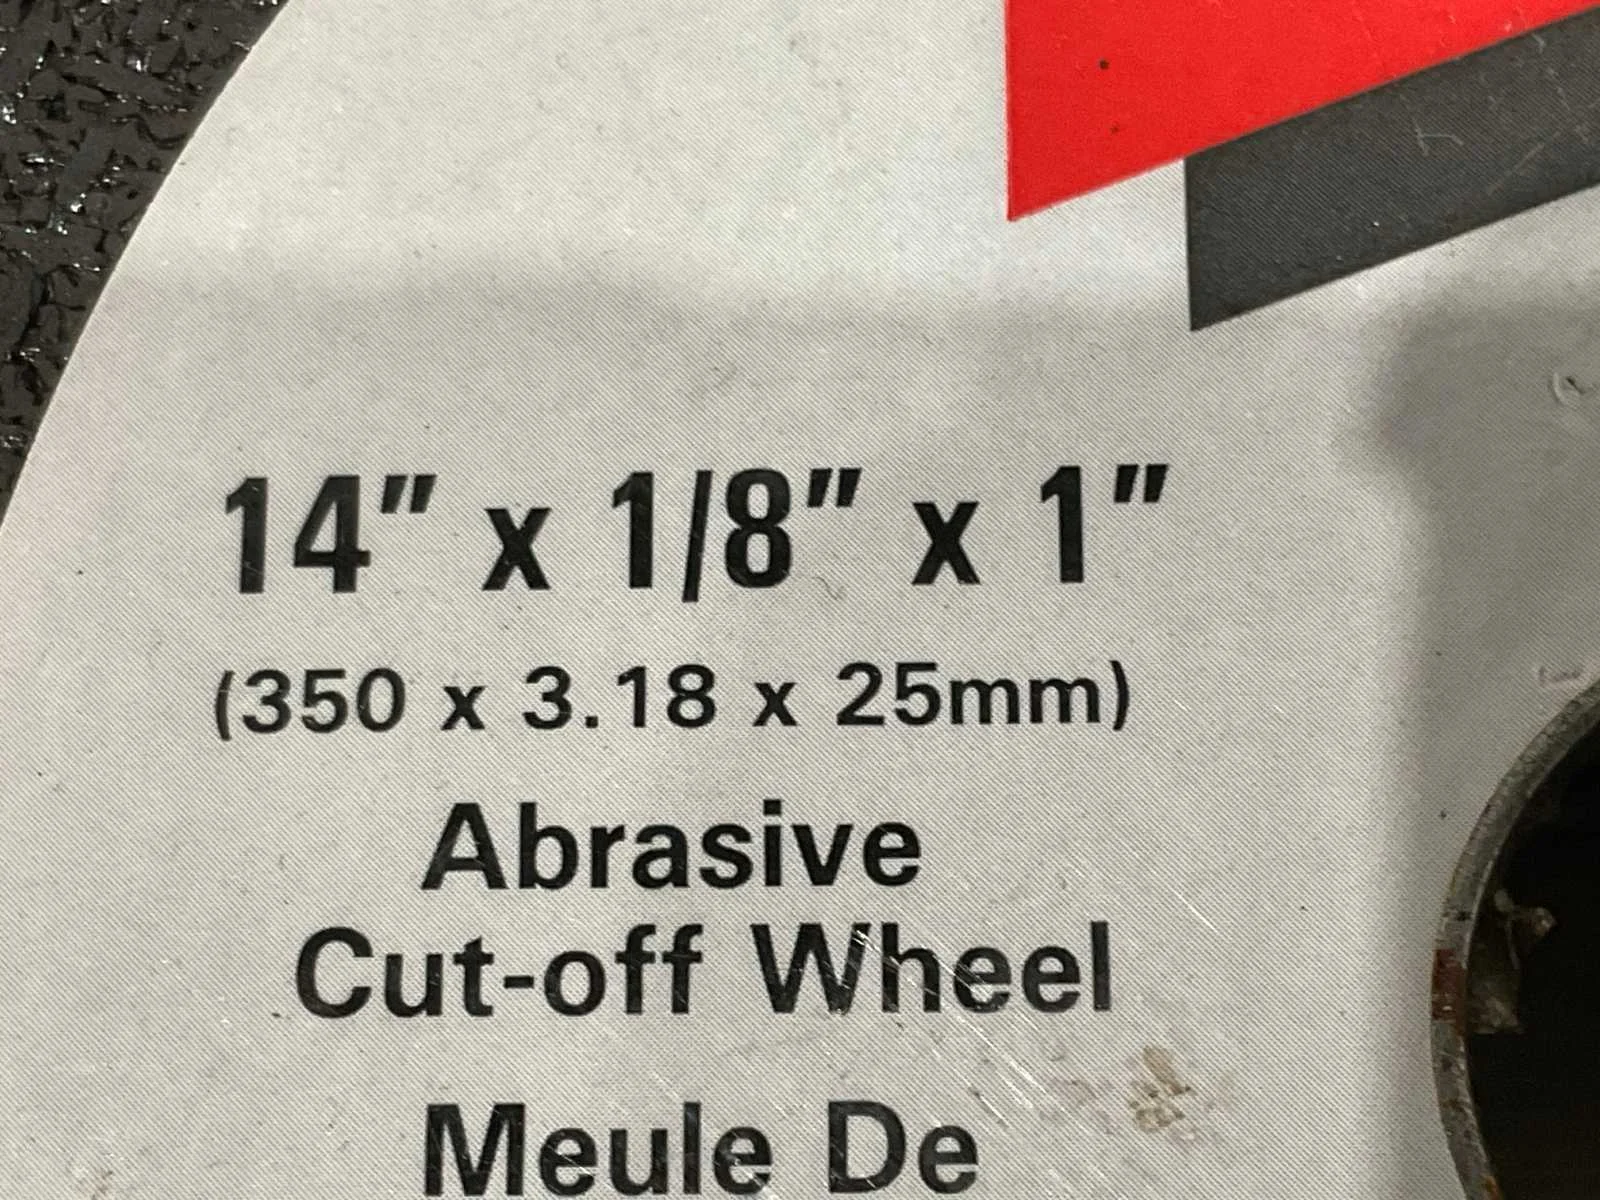 14" x 1/8" x 1"
(350 x 3.18 x 25mm)
Abrasive
Cut-off Wheel
Meule De